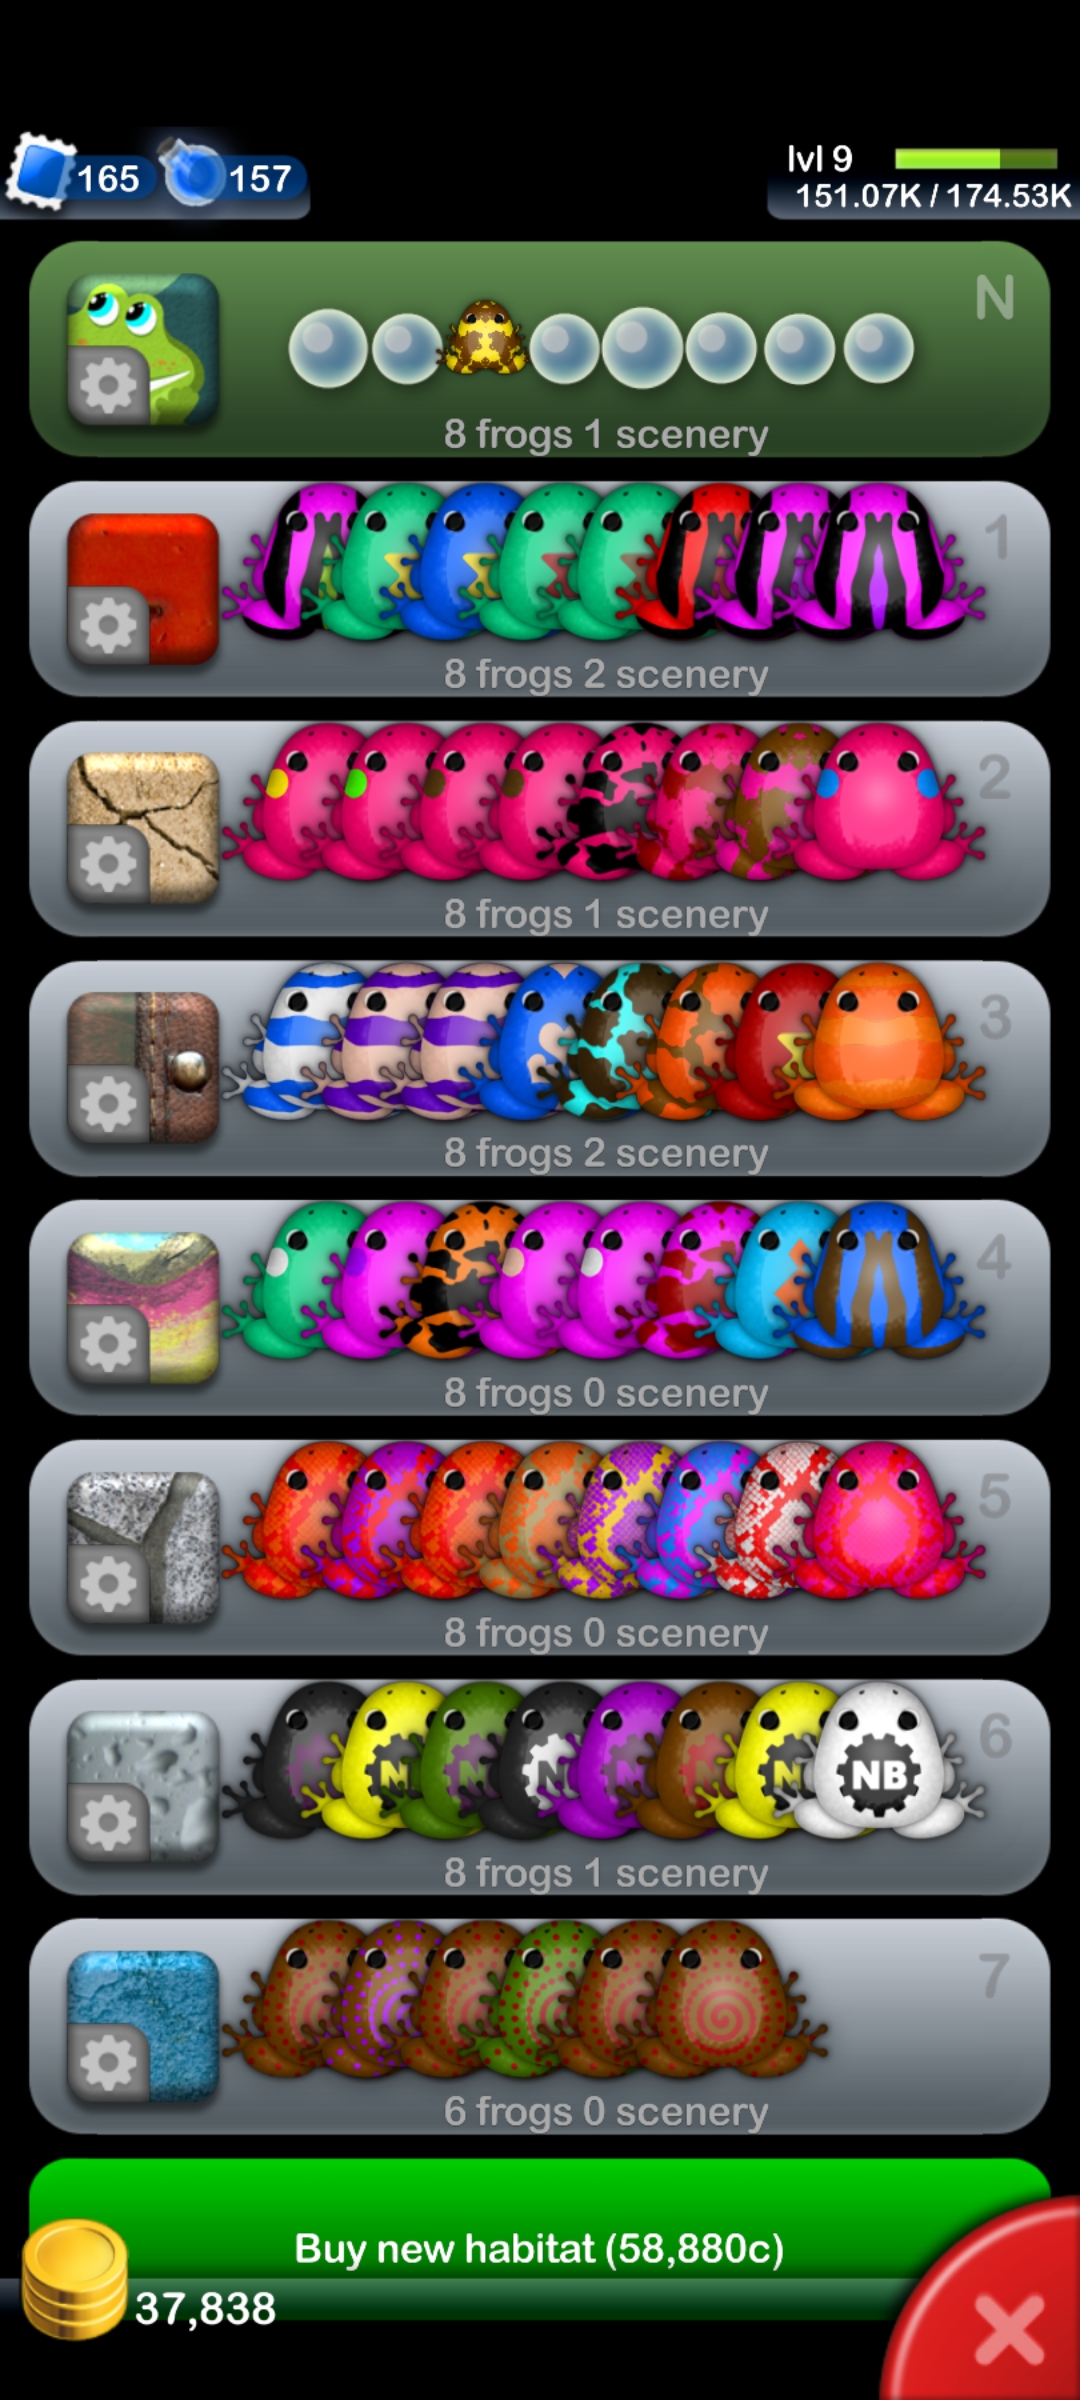 165 157
lvl 9
151.07K / 174.53K
N
8 frogs 1 scenery
1
8 frogs 2 scenery
2
8 frogs 1 scenery
3
8 frogs 2 scenery
4
8 frogs 0 scenery
5
8 frogs 0 scenery
6
N N N N N N NB
8 frogs 1 scenery
7
6 frogs 0 scenery
Buy new habitat (58,880c)
37,838